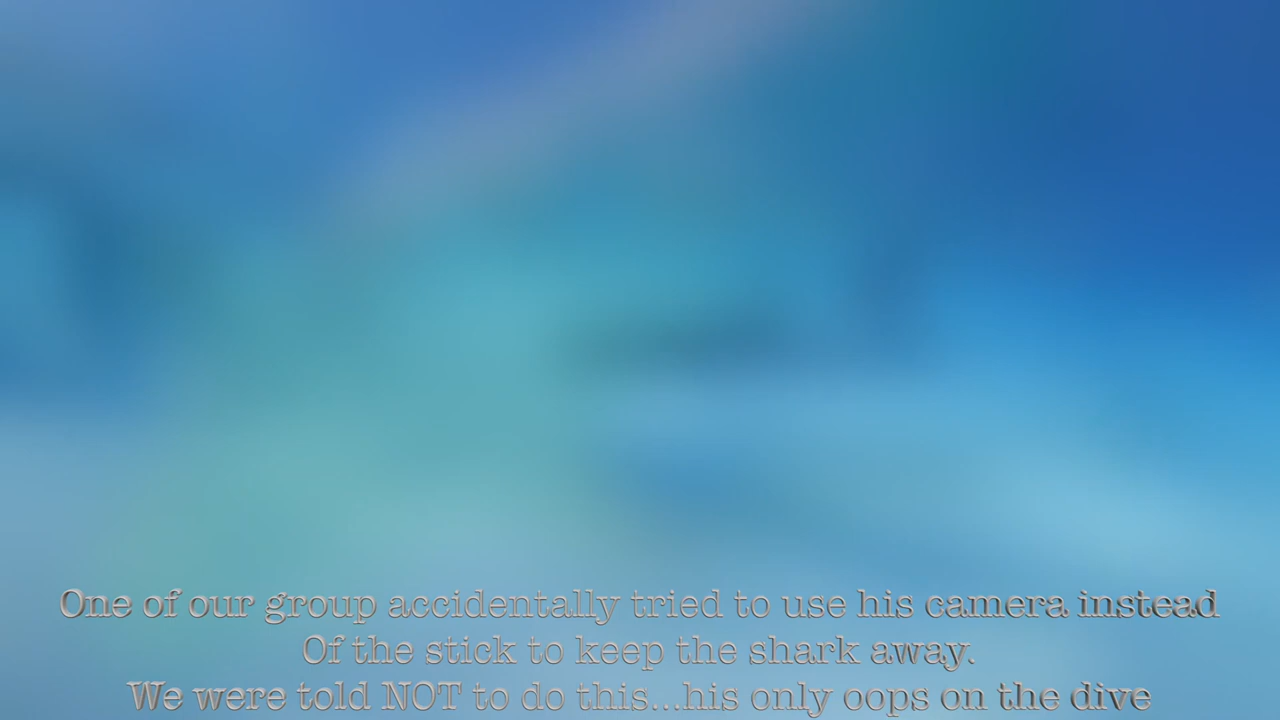 One of our group accidentally tried to use his camera instead
Of the stick to keep the shark away.
We were told NOT to do this...his only oops on the dive